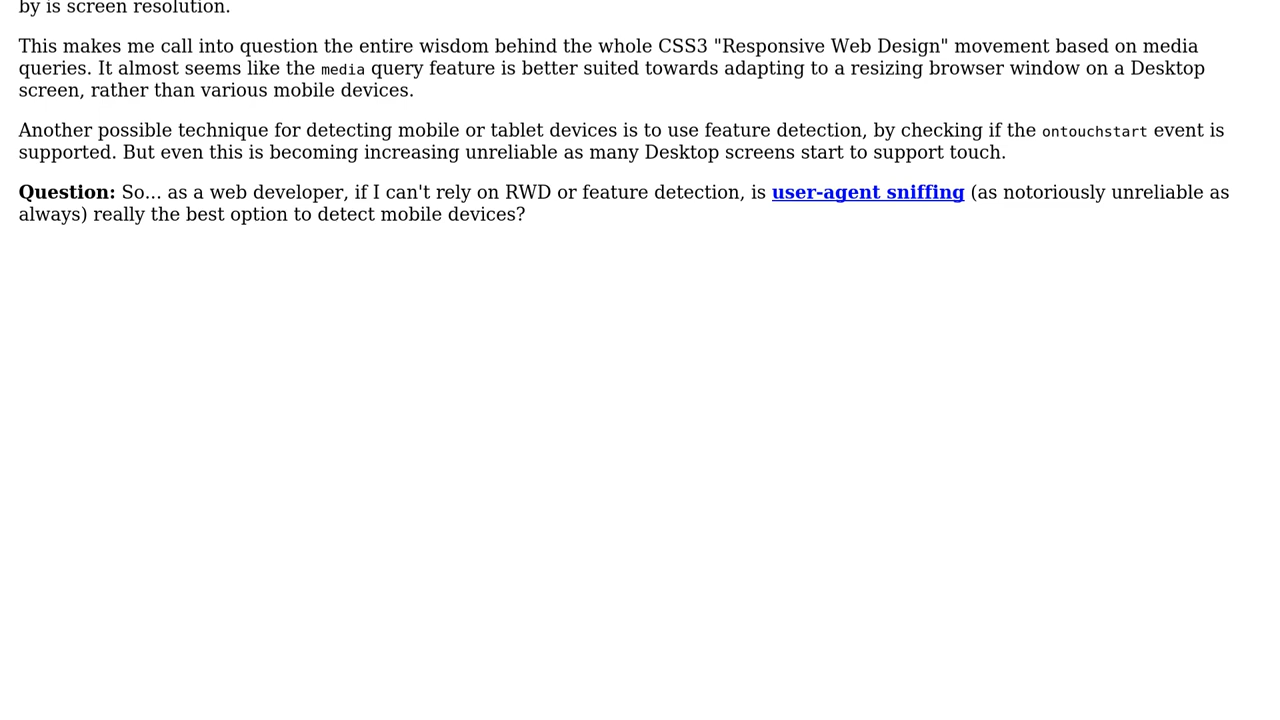 by is screen resolution.
This makes me call into question the entire wisdom behind the whole CSS3 "Responsive Web Design" movement based on media
queries. It almost seems like the media query feature is better suited towards adapting to a resizing browser window on a Desktop
screen, rather than various mobile devices.
Another possible technique for detecting mobile or tablet devices is to use feature detection, by checking if the ontouchstart event is
supported. But even this is becoming increasing unreliable as many Desktop screens start to support touch.
Question: So... as a web developer, if I can't rely on RWD or feature detection, is user-agent sniffing (as notoriously unreliable as
always) really the best option to detect mobile devices?